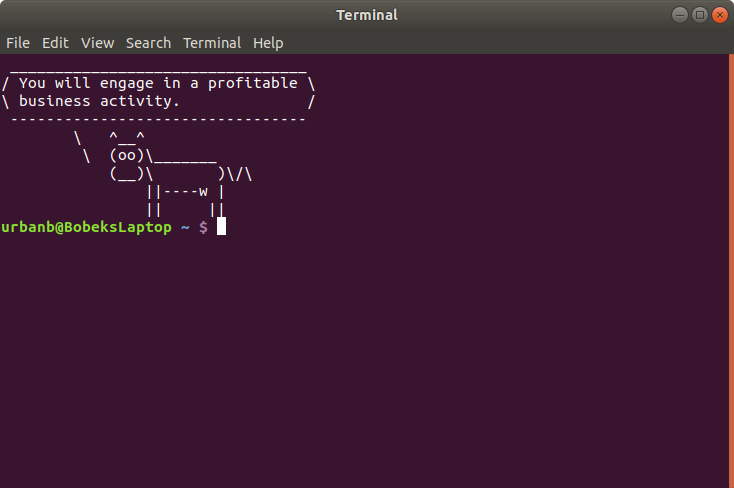 Terminal
File Edit View Search Terminal Help
 _________________________________
/ You will engage in a profitable \
\ business activity.              /
 ---------------------------------
        \   ^__^
         \  (oo)\_______
            (__)\       )\/\
                ||----w |
                ||     ||
urbanb@BobeksLaptop ~ $